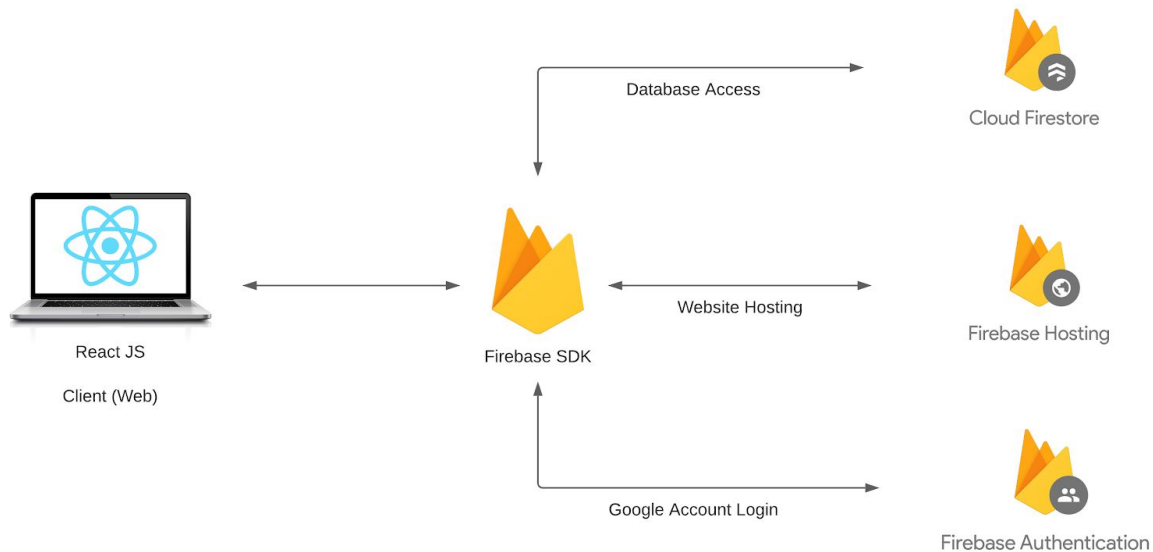 Database Access
Cloud Firestore
React JS
Client (Web)
Firebase SDK
Website Hosting
Firebase Hosting
Google Account Login
Firebase Authentication